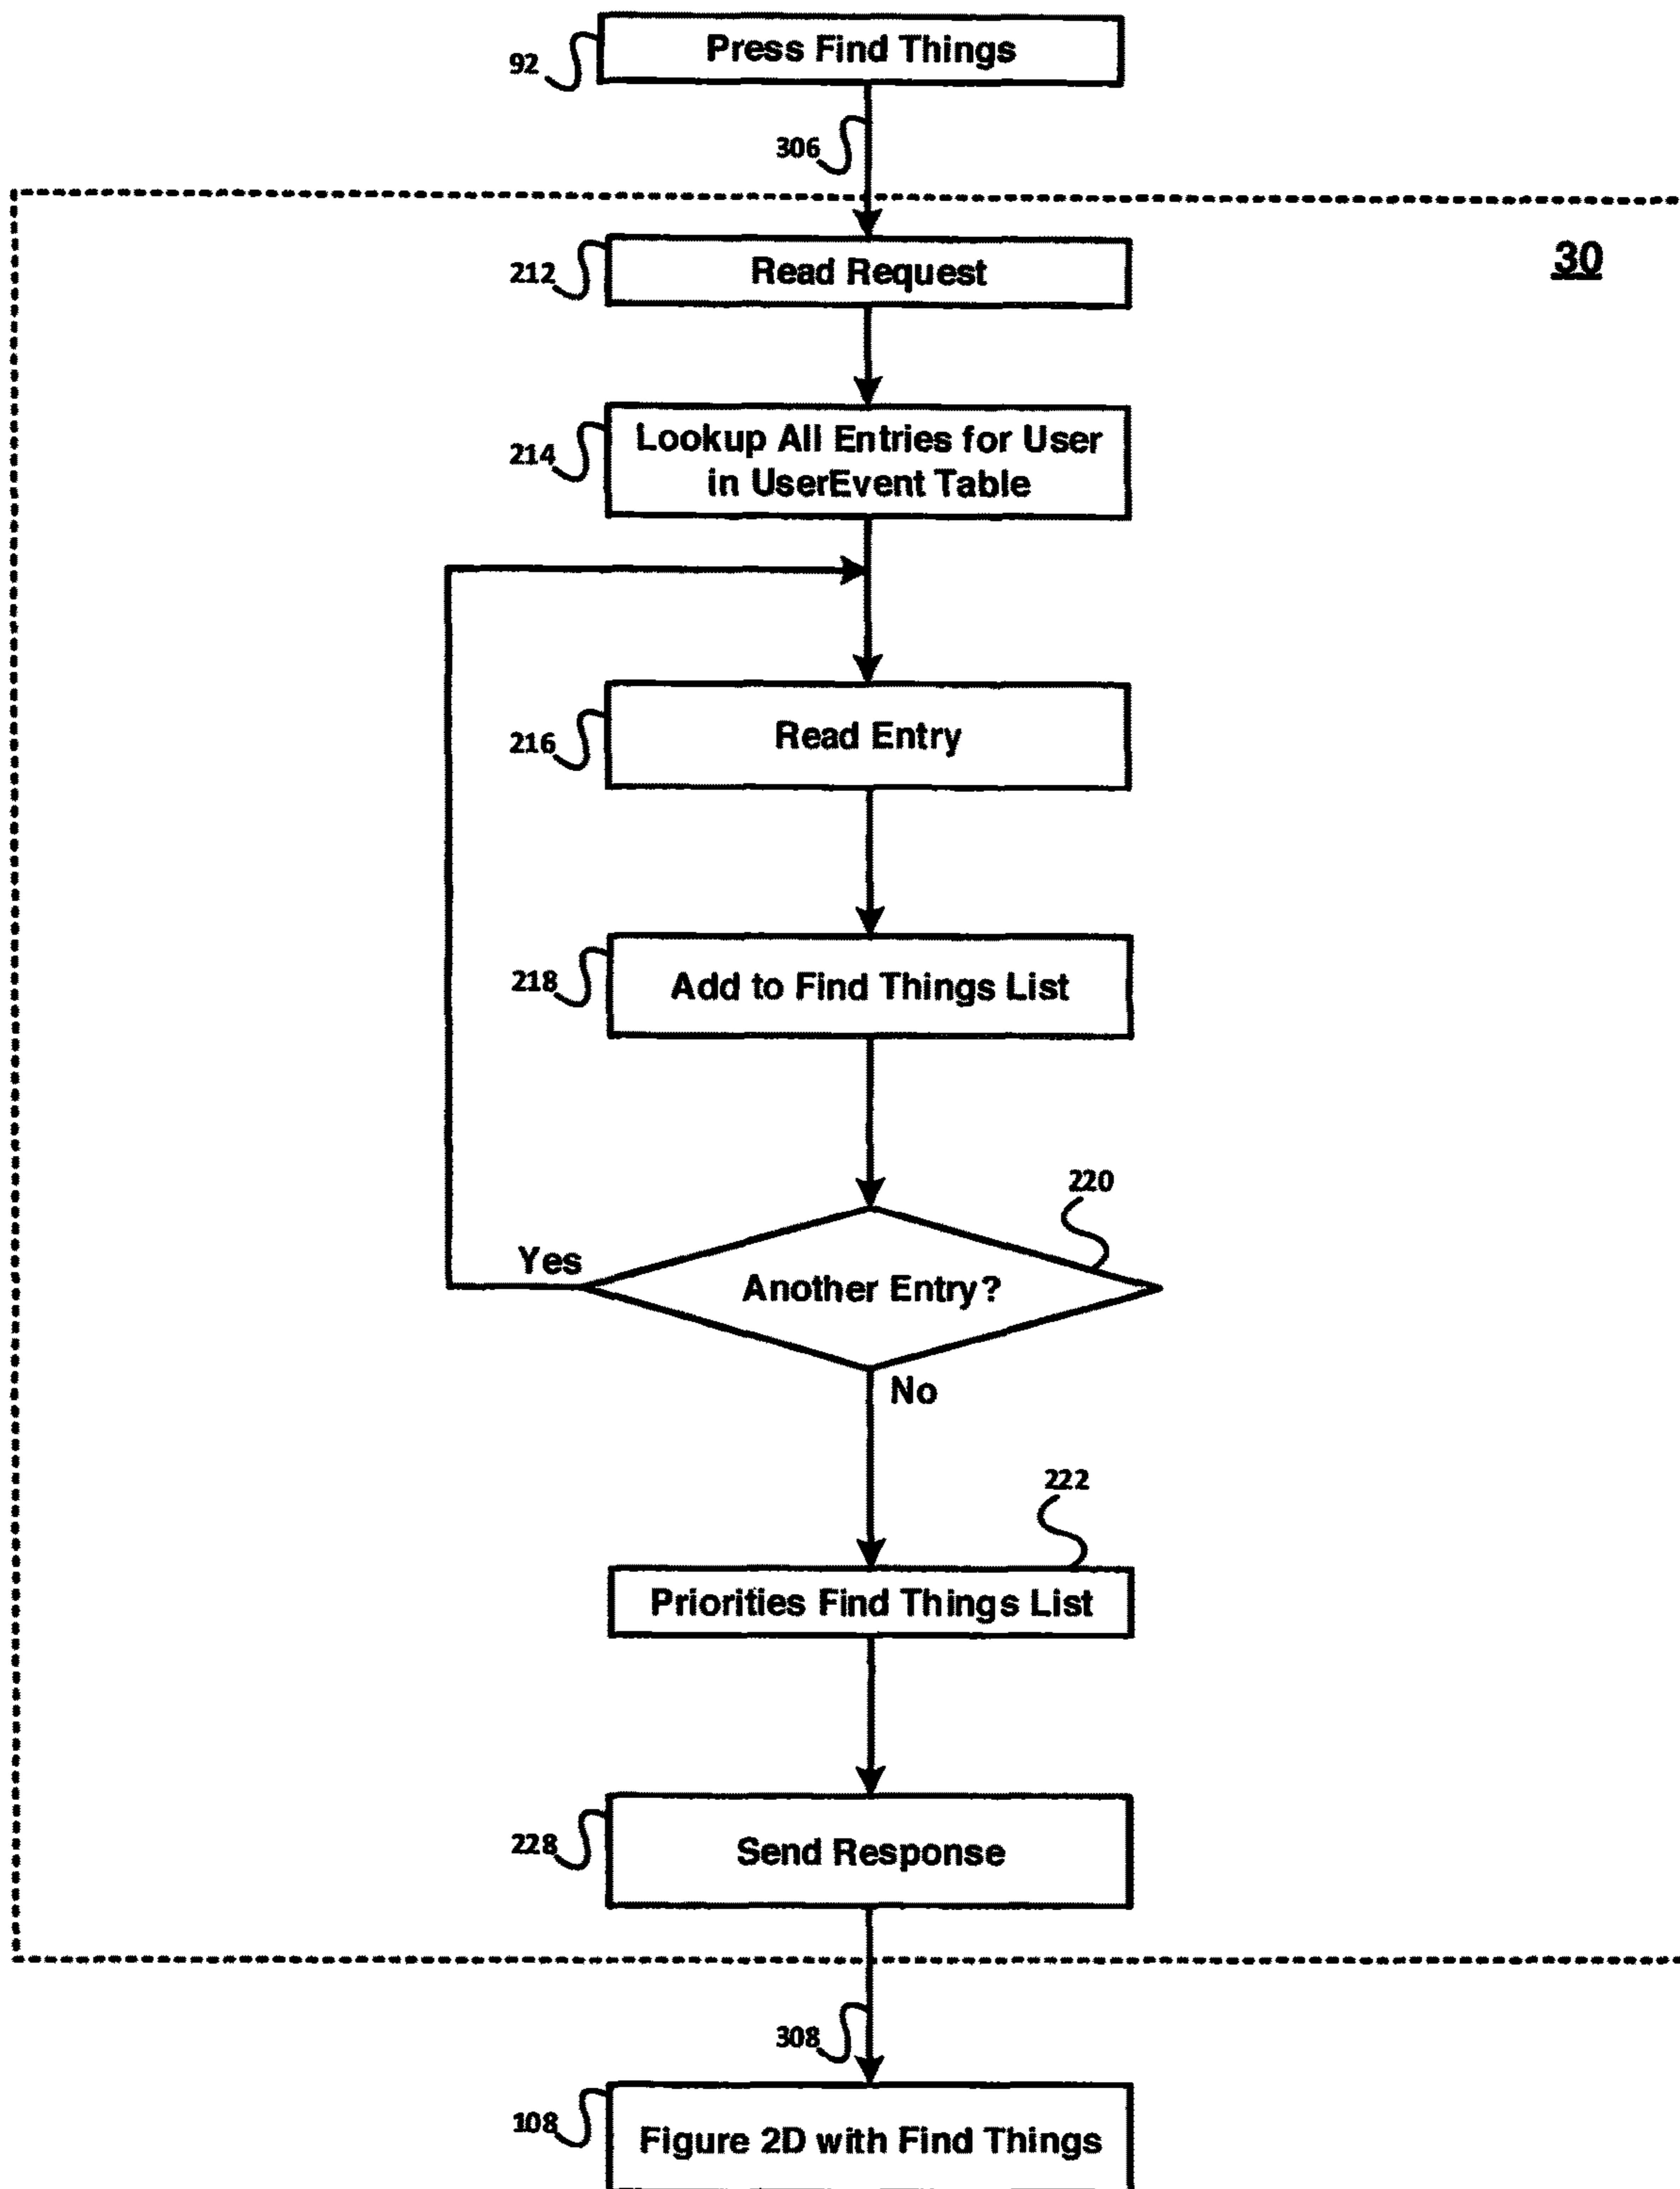 Press Find Things
92
306
30
212
Read Request
214
Lookup All Entries for User
in UserEvent Table
216
Read Entry
218
Add to Find Things List
220
Yes
Another Entry?
No
222
Priorities Find Things List
228
Send Response
308
108
Figure 2D with Find Things